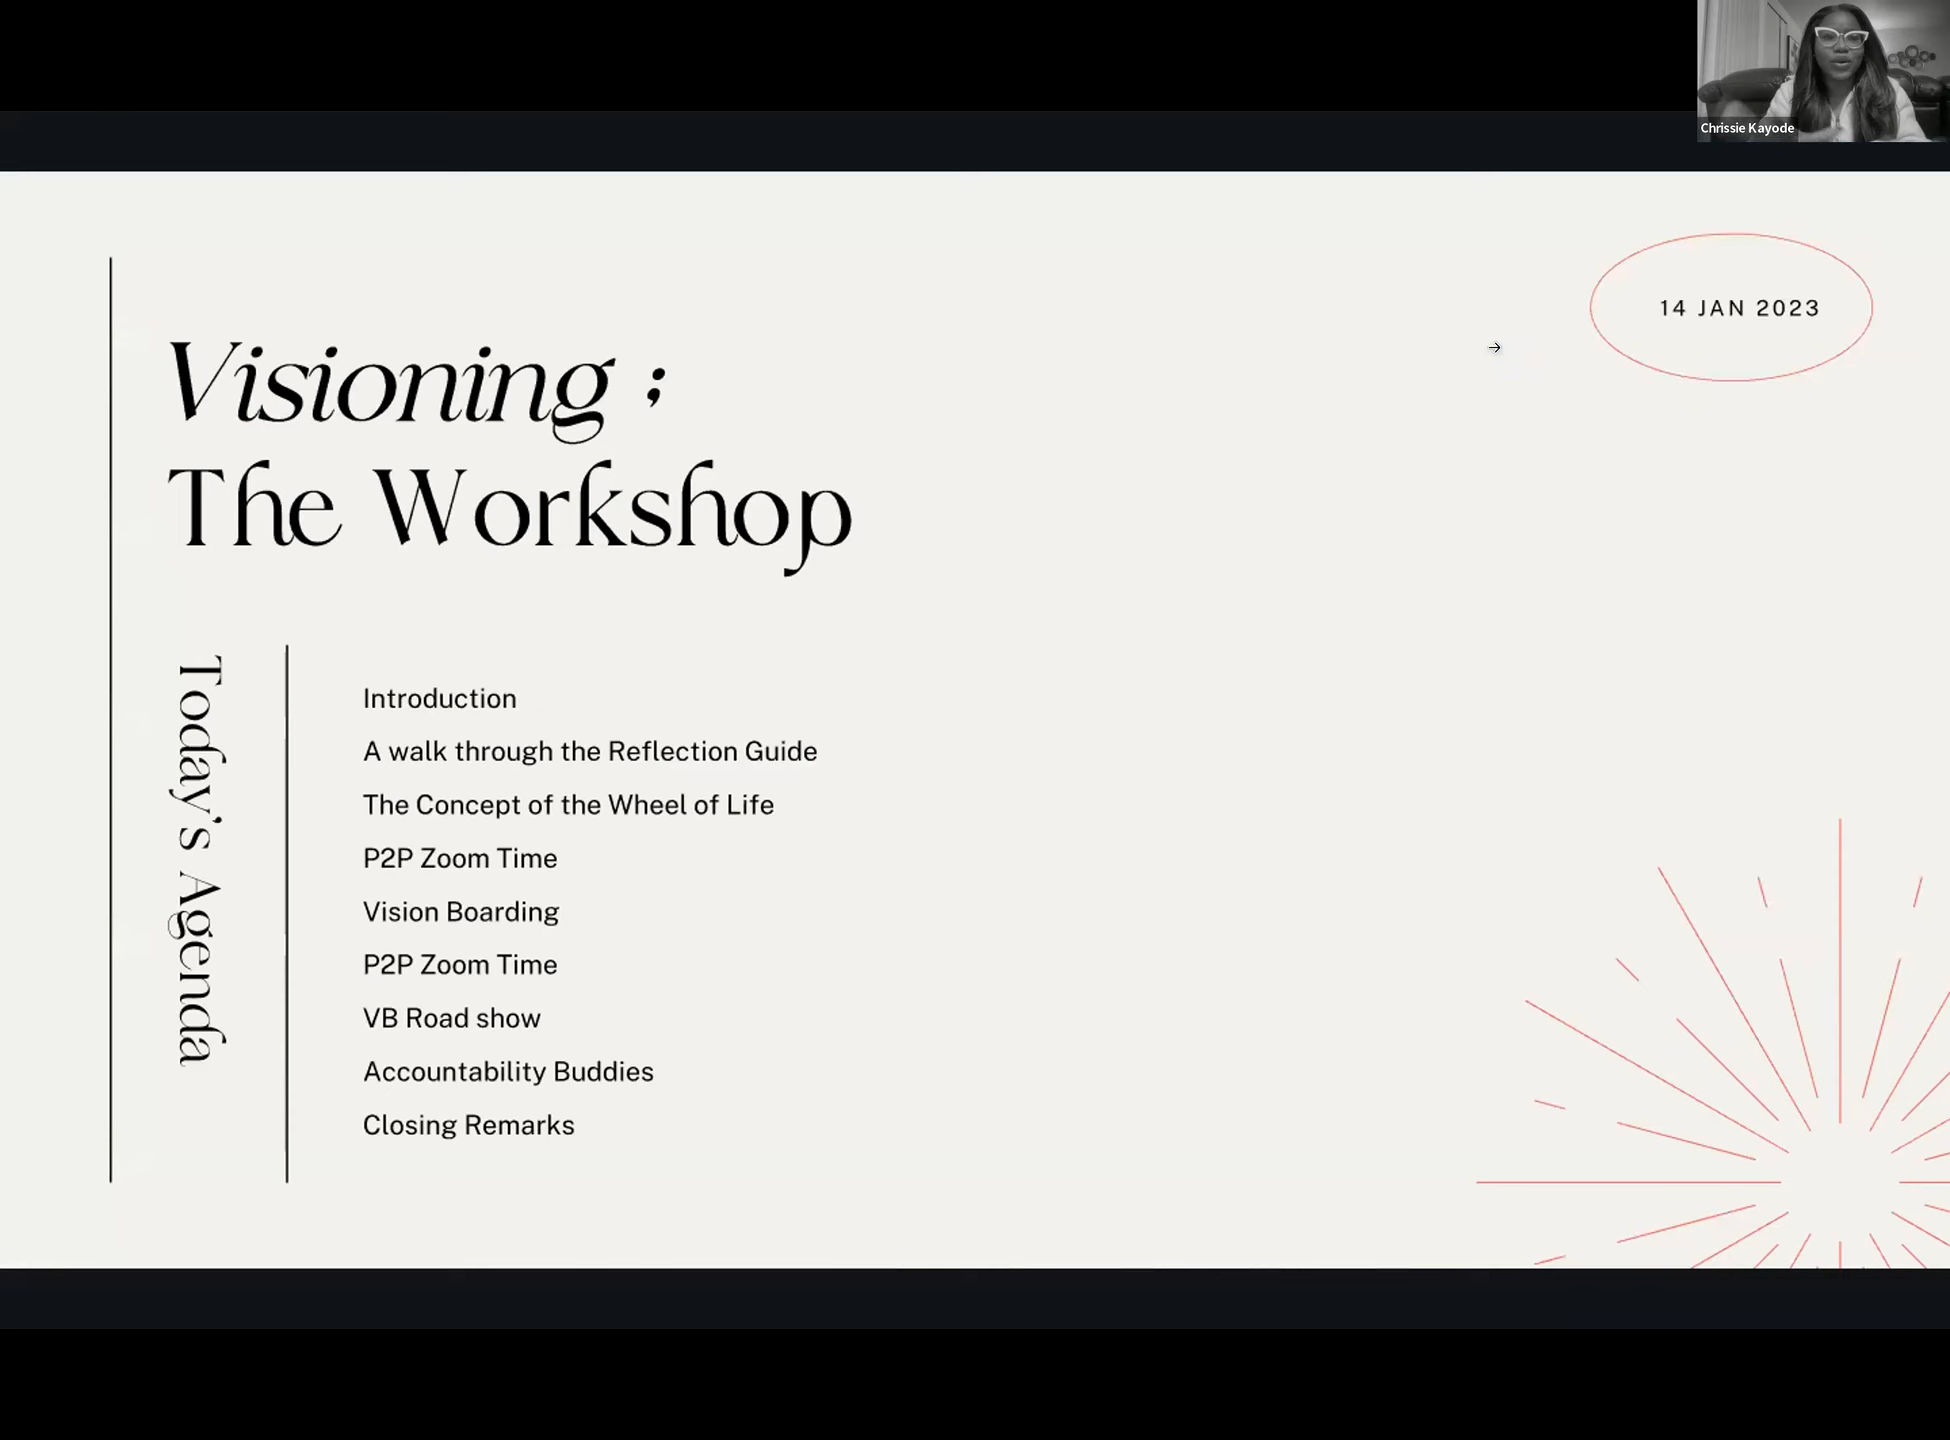 Chrissie Kayode
14 JAN 2023
Visioning ;
The Workshop
Today's Agenda
Introduction
A walk through the Reflection Guide
The Concept of the Wheel of Life
P2P Zoom Time
Vision Boarding
P2P Zoom Time
VB Road show
Accountability Buddies
Closing Remarks